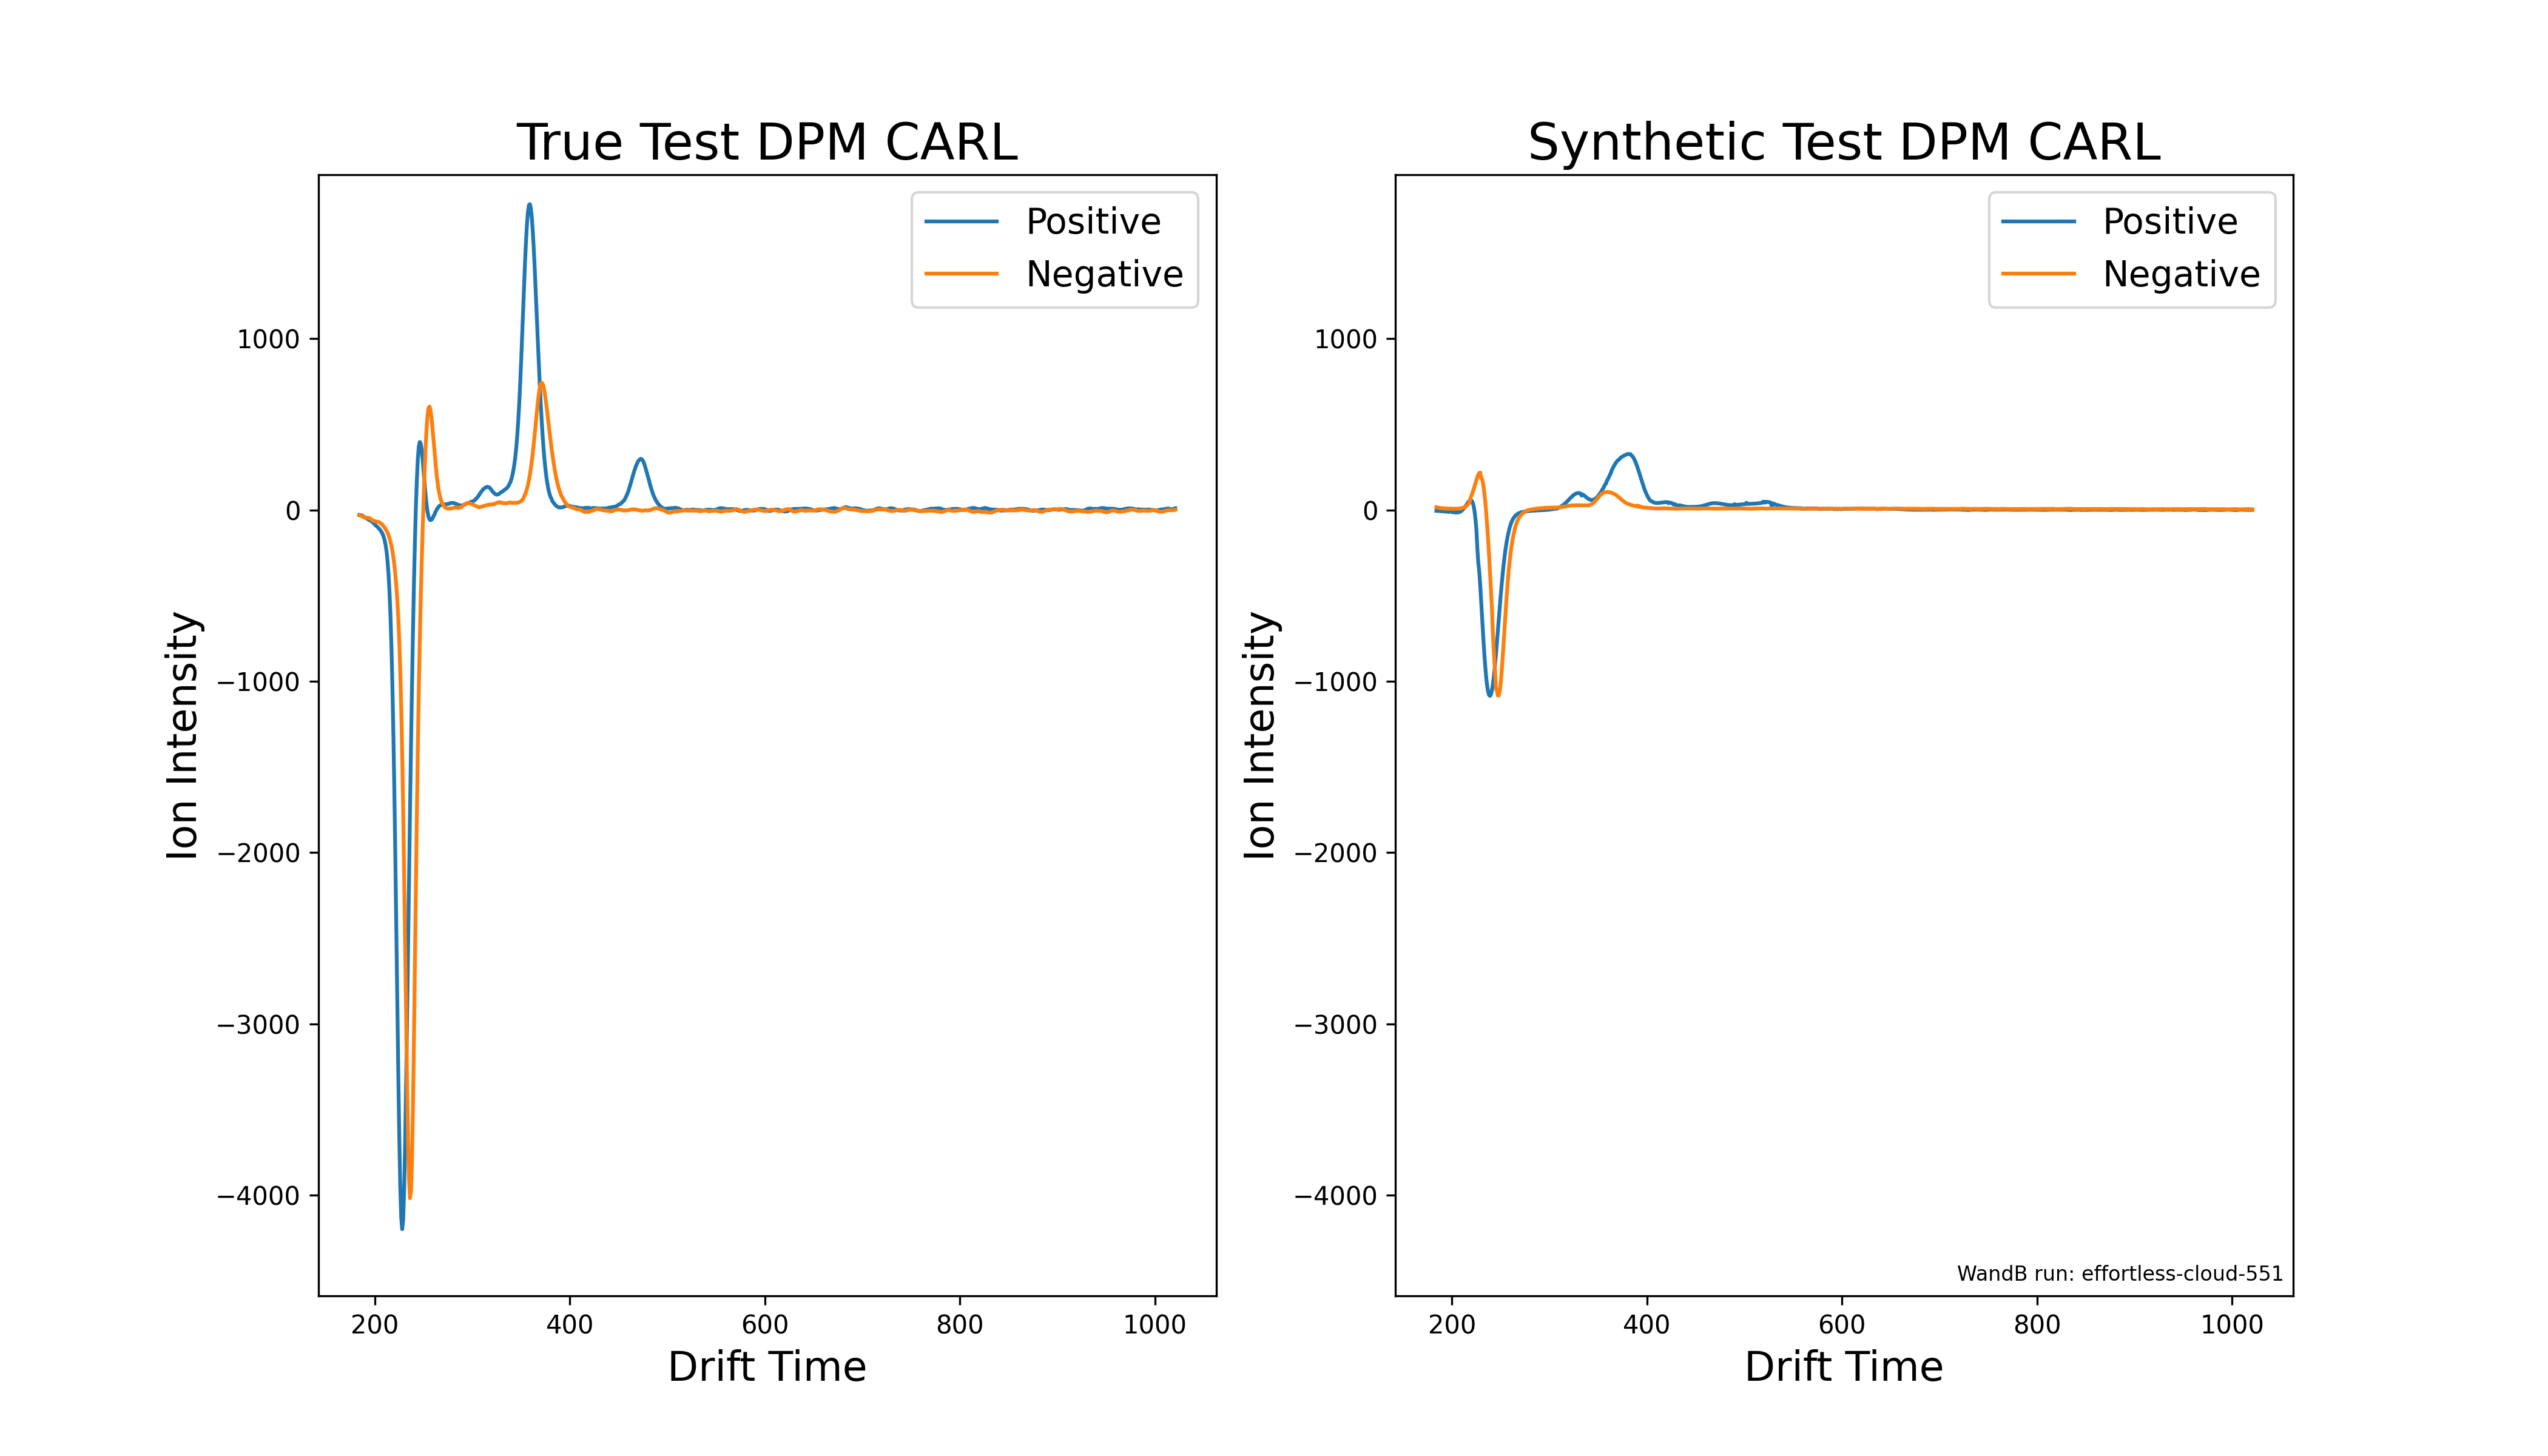 True Test DPM CARL
Positive
Negative
1000
0
−1000
−2000
−3000
−4000
Ion Intensity
200 400 600 800 1000
Drift Time
Synthetic Test DPM CARL
Positive
Negative
1000
0
−1000
−2000
−3000
−4000
Ion Intensity
WandB run: effortless-cloud-551
200 400 600 800 1000
Drift Time